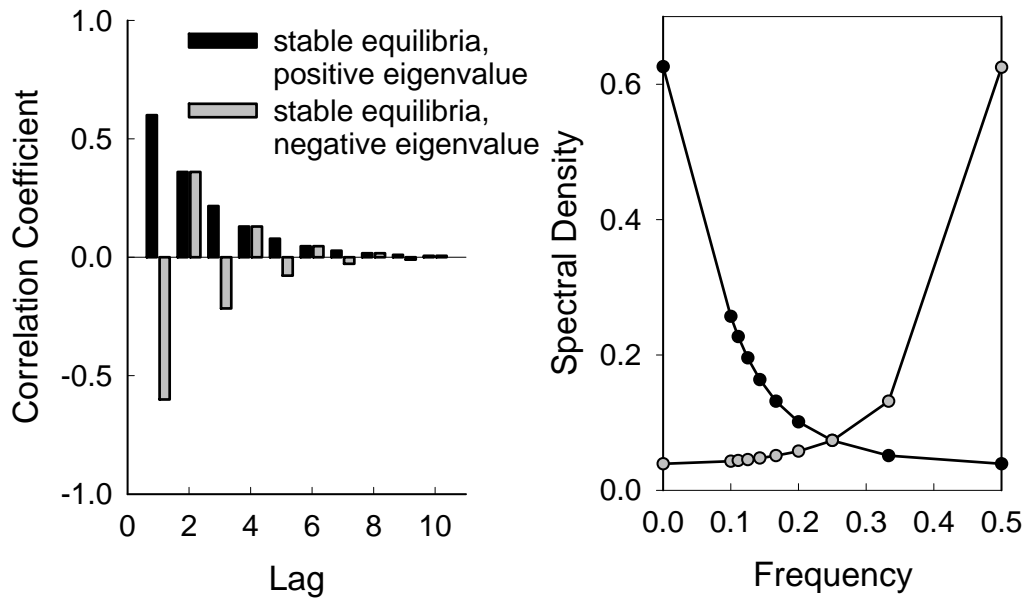 1.0
0.5
0.0
-0.5
-1.0
Correlation Coefficient
stable equilibria,
positive eigenvalue
stable equilibria,
negative eigenvalue
0 2 4 6 8 10
Lag
0.6
0.4
0.2
0.0
Spectral Density
0.0 0.1 0.2 0.3 0.4 0.5
Frequency